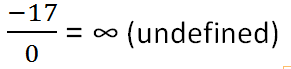 −17/0 = ∞ (undefined)